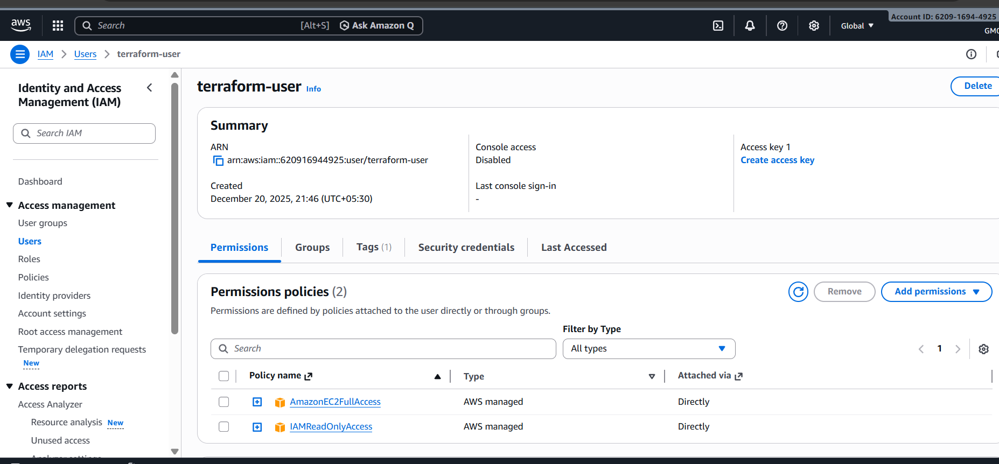 aws
Search [Alt+S] Ask Amazon Q
Global
Account ID: 6209-1694-4925
IAM > Users > terraform-user
Identity and Access
Management (IAM)
Search IAM
Dashboard
Access management
User groups
Users
Roles
Policies
Identity providers
Account settings
Root access management
Temporary delegation requests
New
Access reports
Access Analyzer
Resource analysis New
Unused access
Analyzer settings
terraform-user Info
Delete
Summary
ARN
arn:aws:iam::620916944925:user/terraform-user
Created
December 20, 2025, 21:46 (UTC+05:30)
Console access
Disabled
Last console sign-in
-
Access key 1
Create access key
Permissions
Groups
Tags (1)
Security credentials
Last Accessed
Permissions policies (2)
Permissions are defined by policies attached to the user directly or through groups.
Remove
Add permissions
Filter by Type
Search
All types
1
Policy name Type Attached via
AmazonEC2FullAccess AWS managed Directly
IAMReadOnlyAccess AWS managed Directly